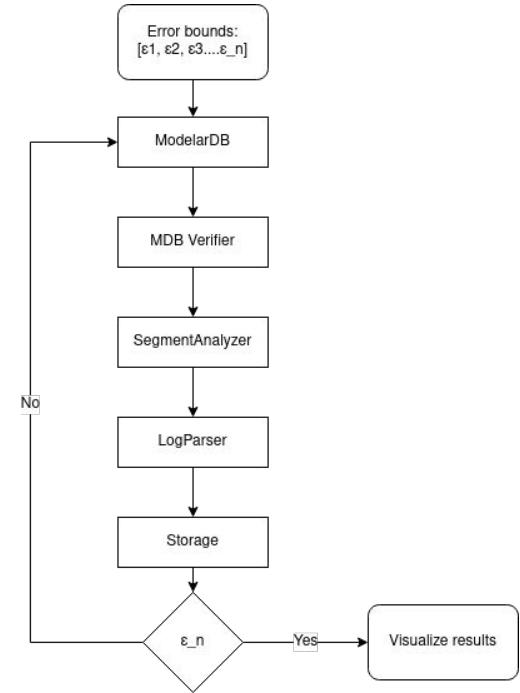 Error bounds:
[ε1, ε2, ε3....ε_n]
ModelarDB
MDB Verifier
SegmentAnalyzer
No
LogParser
Storage
ε_n
Yes
Visualize results